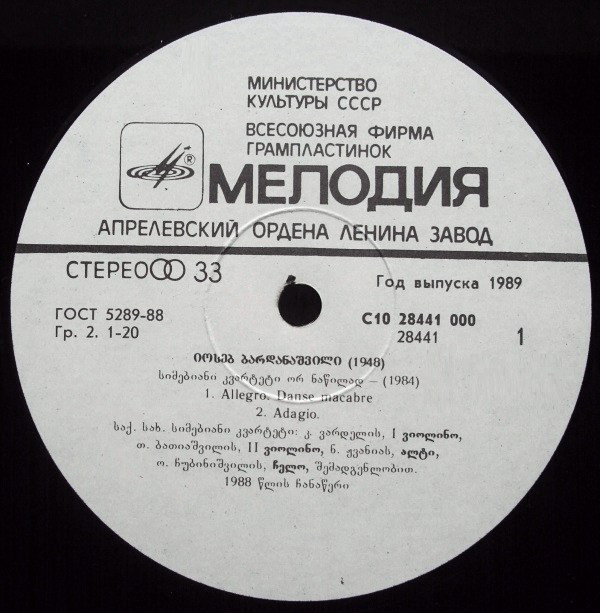 МИНИСТЕРСТВО
КУЛЬТУРЫ СССР
ВСЕСОЮЗНАЯ ФИРМА
ГРАМПЛАСТИНОК
®
МЕЛОДИЯ
АПРЕЛЕВСКИЙ ОРДЕНА ЛЕНИНА ЗАВОД
СТЕРЕО 33
Год выпуска 1989
ГОСТ 5289-88
Гр. 2. 1-20
С10 28441 000
28441
1
იოსებ ბარდანაშვილი (1948)
სიმებიანი კვარტეტი ორ ნაწილად — (1984)
1. Allegro. Danse macabre
2. Adagio.
საქ. სახ. სიმებიანი კვარტეტი: კ. ვარდელის, I ვიოლინო,
თ. ბათიაშვილის, II ვიოლინო, ნ. ჟვანიას, ალტი,
ო. ჩუბინიშვილის, ჩელო, შემადგენლობით.
1988 წლის ჩანაწერი